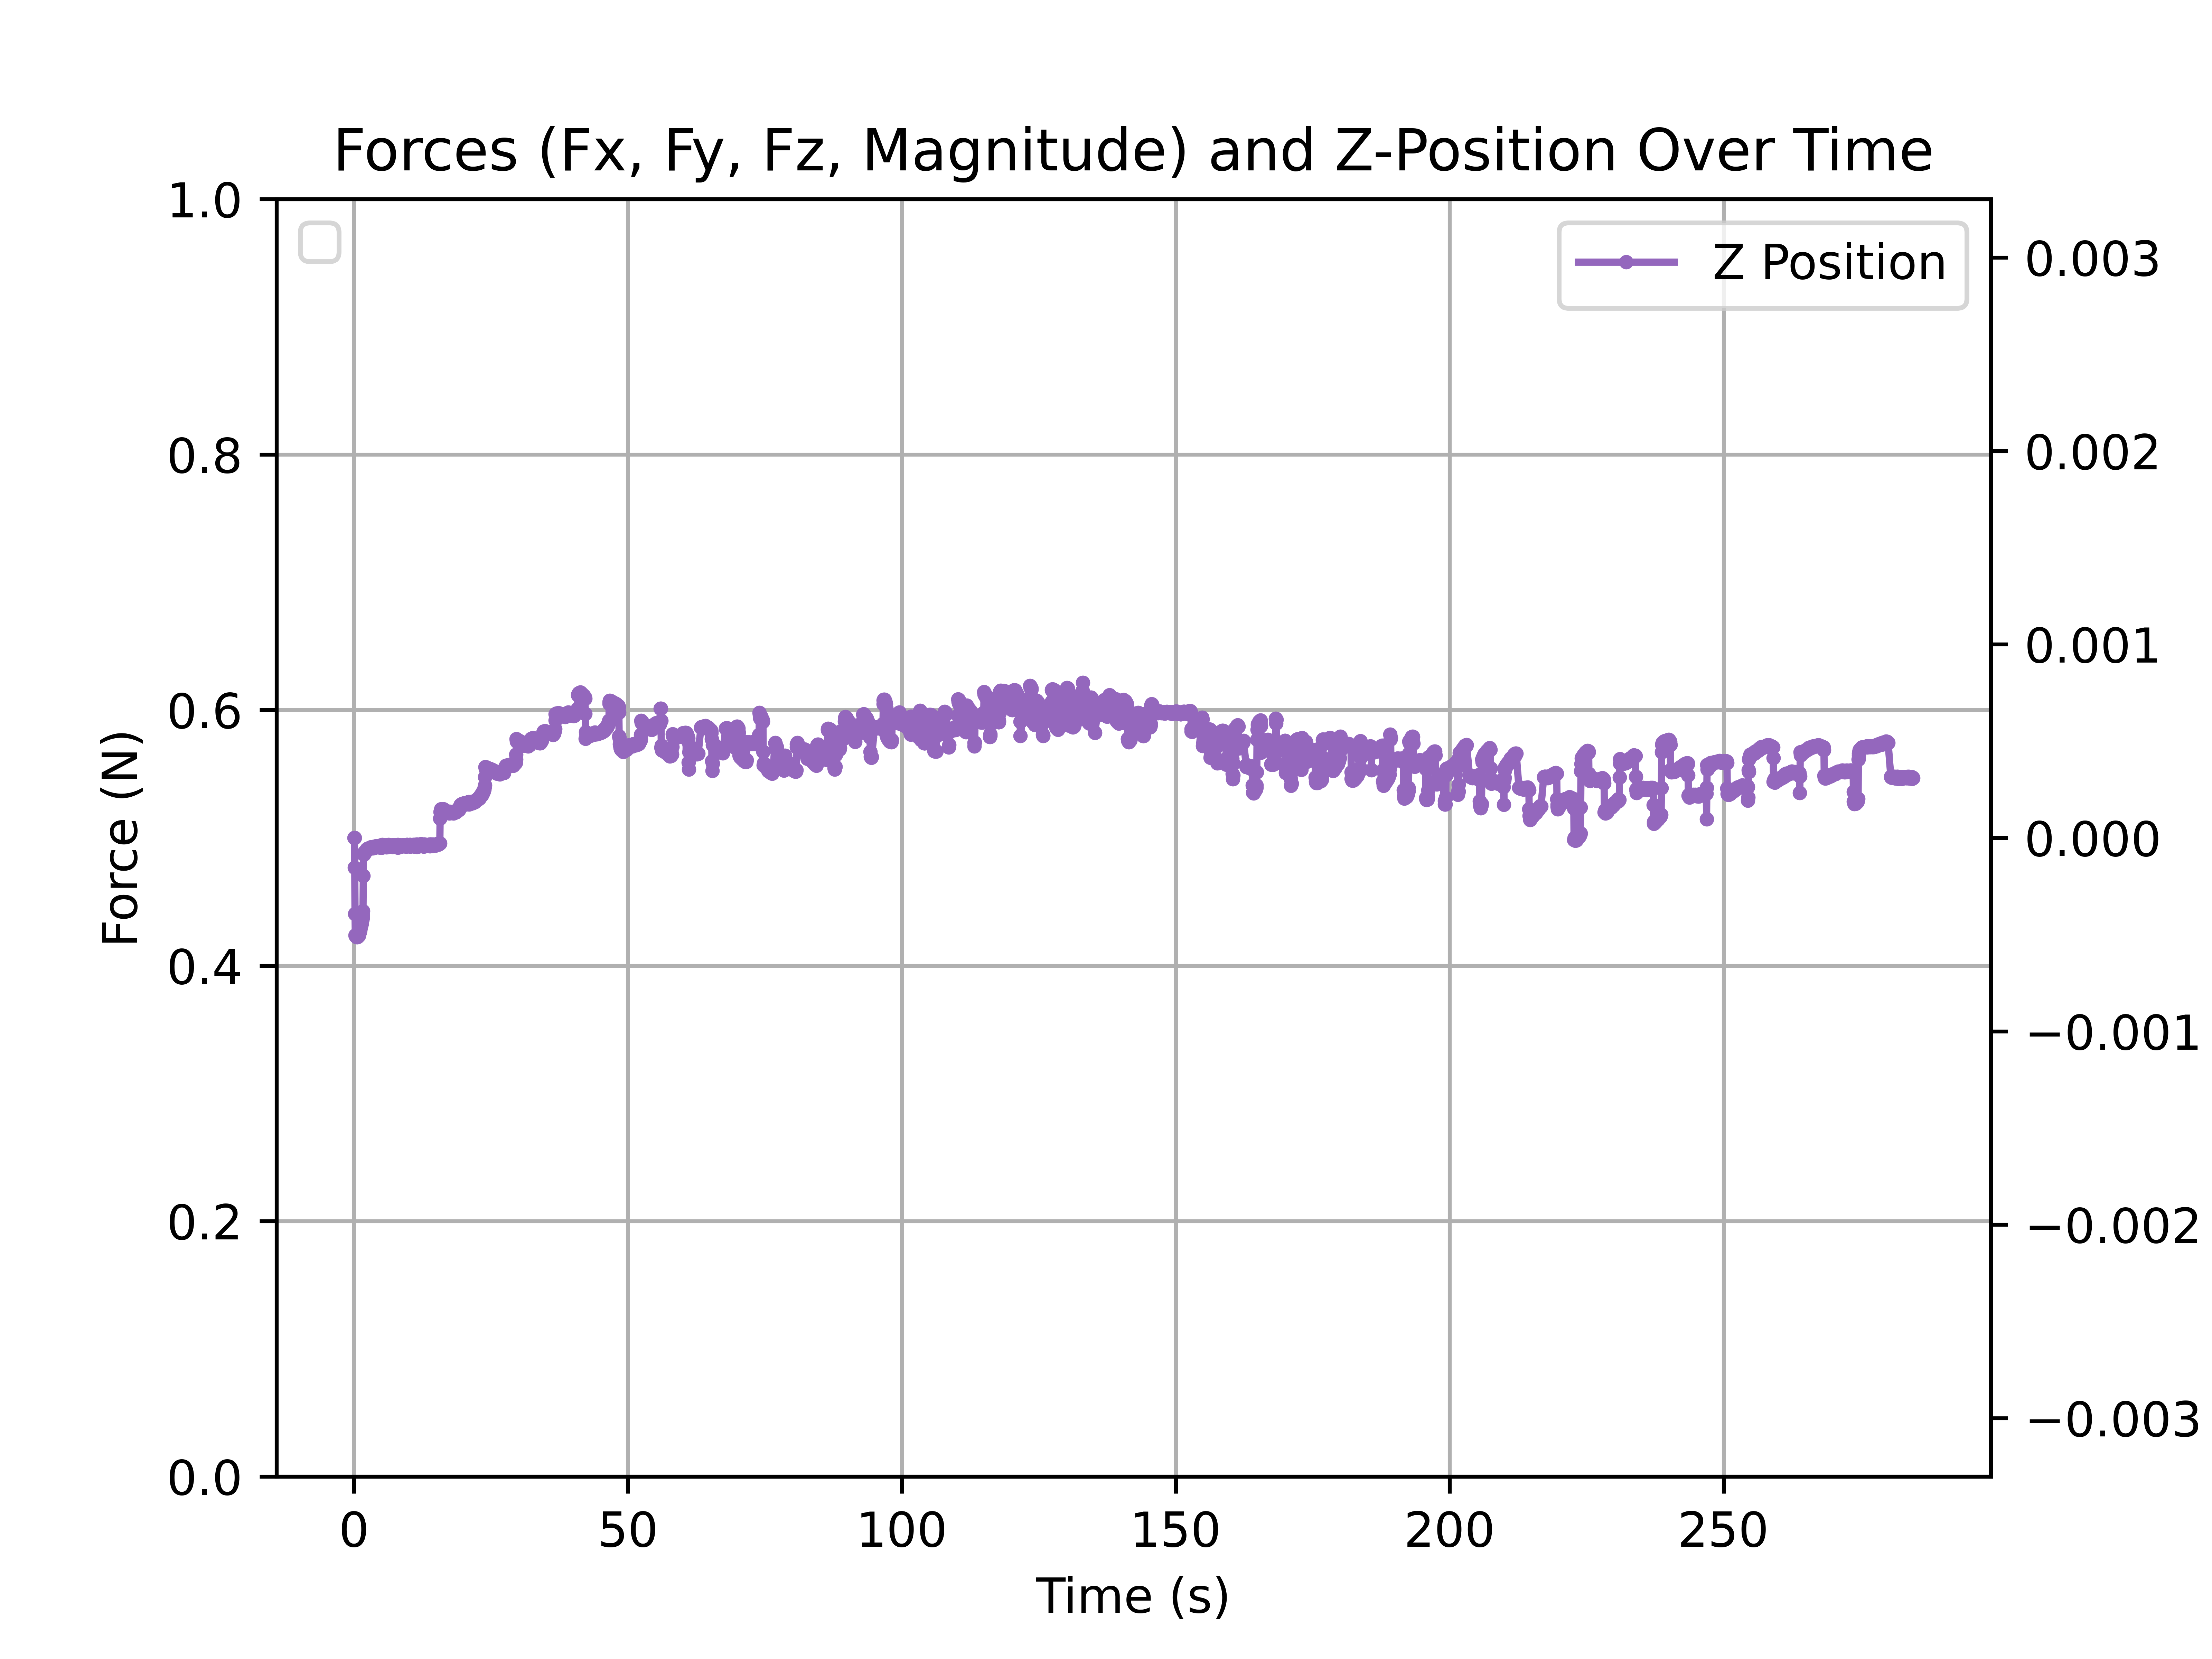 Forces (Fx, Fy, Fz, Magnitude) and Z-Position Over Time
1.0
0.8
0.6
0.4
0.2
0.0
Force (N)
Z Position
0.003
0.002
0.001
0.000
−0.001
−0.002
−0.003
0 50 100 150 200 250
Time (s)